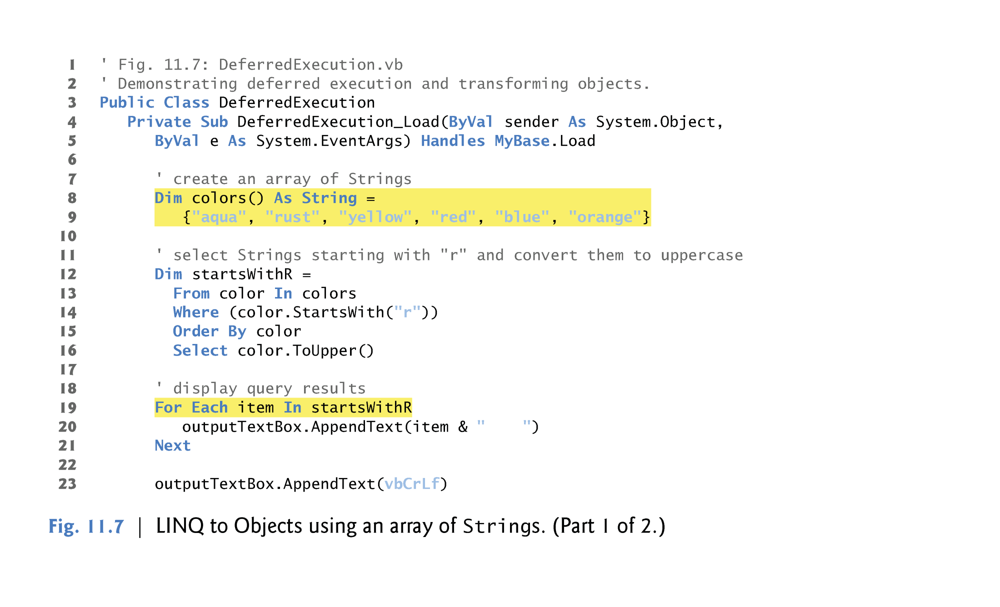 1 ' Fig. 11.7: DeferredExecution.vb
2 ' Demonstrating deferred execution and transforming objects.
3 Public Class DeferredExecution
4 Private Sub DeferredExecution_Load(ByVal sender As System.Object,
5 ByVal e As System.EventArgs) Handles MyBase.Load
6
7 ' create an array of Strings
8 Dim colors() As String =
9 {"aqua", "rust", "yellow", "red", "blue", "orange"}
10
11 ' select Strings starting with "r" and convert them to uppercase
12 Dim startsWithR =
13 From color In colors
14 Where (color.StartsWith("r"))
15 Order By color
16 Select color.ToUpper()
17
18 ' display query results
19 For Each item In startsWithR
20 outputTextBox.AppendText(item & "    ")
21 Next
22
23 outputTextBox.AppendText(vbCrLf)
Fig. 11.7 | LINQ to Objects using an array of Strings. (Part 1 of 2.)